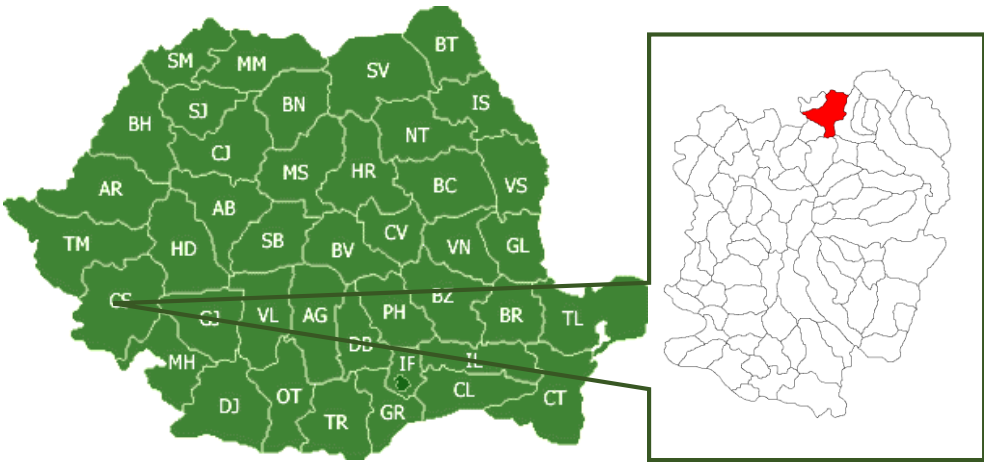 BT
SM
MM
SV
BN
SJ
IS
BH
NT
CJ
MS
HR
AR
BC
VS
AB
TM
HD
SB
BV
CV
VN
GL
CS
GJ
VL
AG
PH
BZ
BR
TL
DB
MH
IF
IL
DJ
OT
TR
GR
CL
CT